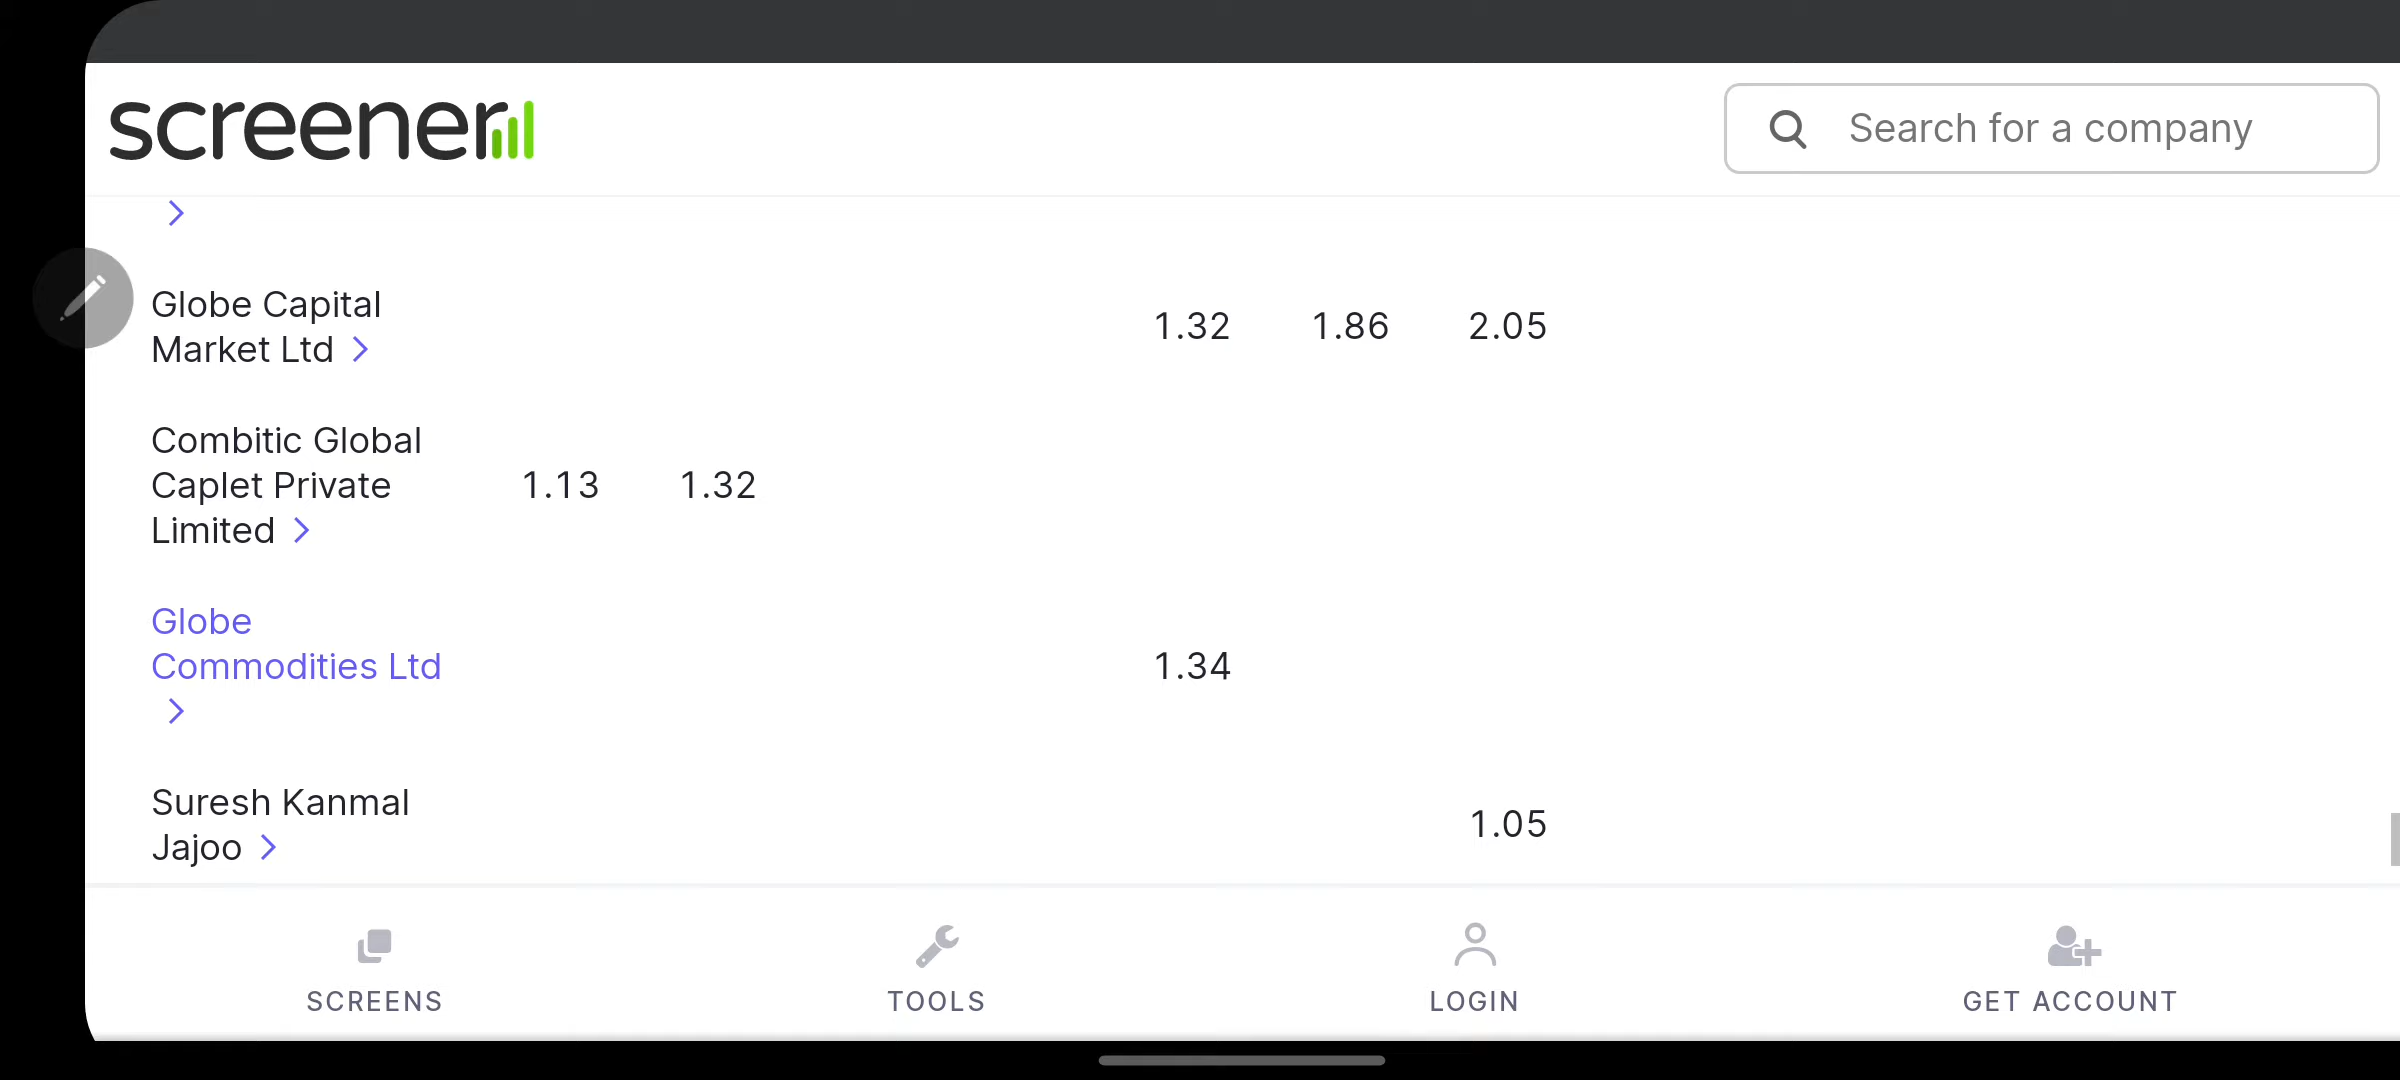 screener
Search for a company
Globe Capital
Market Ltd
1.32 1.86 2.05
Combitic Global
Caplet Private
Limited
1.13 1.32
Globe
Commodities Ltd
1.34
Suresh Kanmal
Jajoo
1.05
SCREENS TOOLS LOGIN GET ACCOUNT